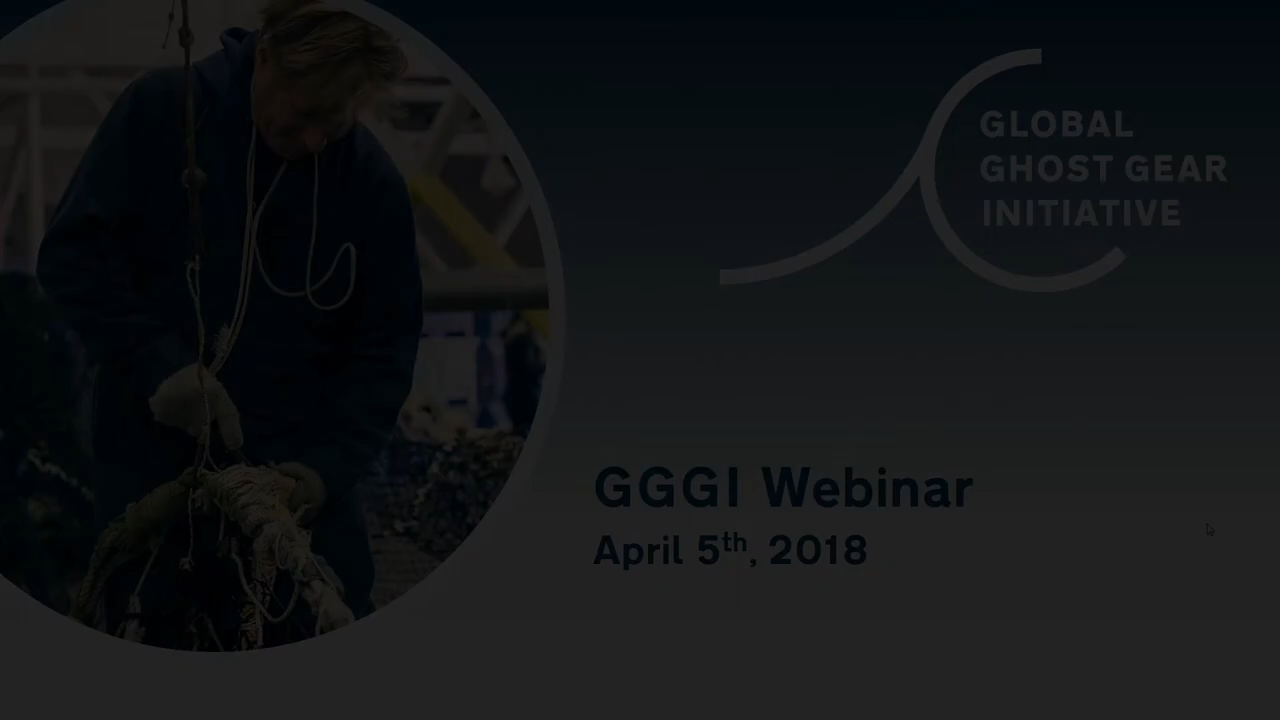 GLOBAL
GHOST GEAR
INITIATIVE
GGGI Webinar
April 5th, 2018